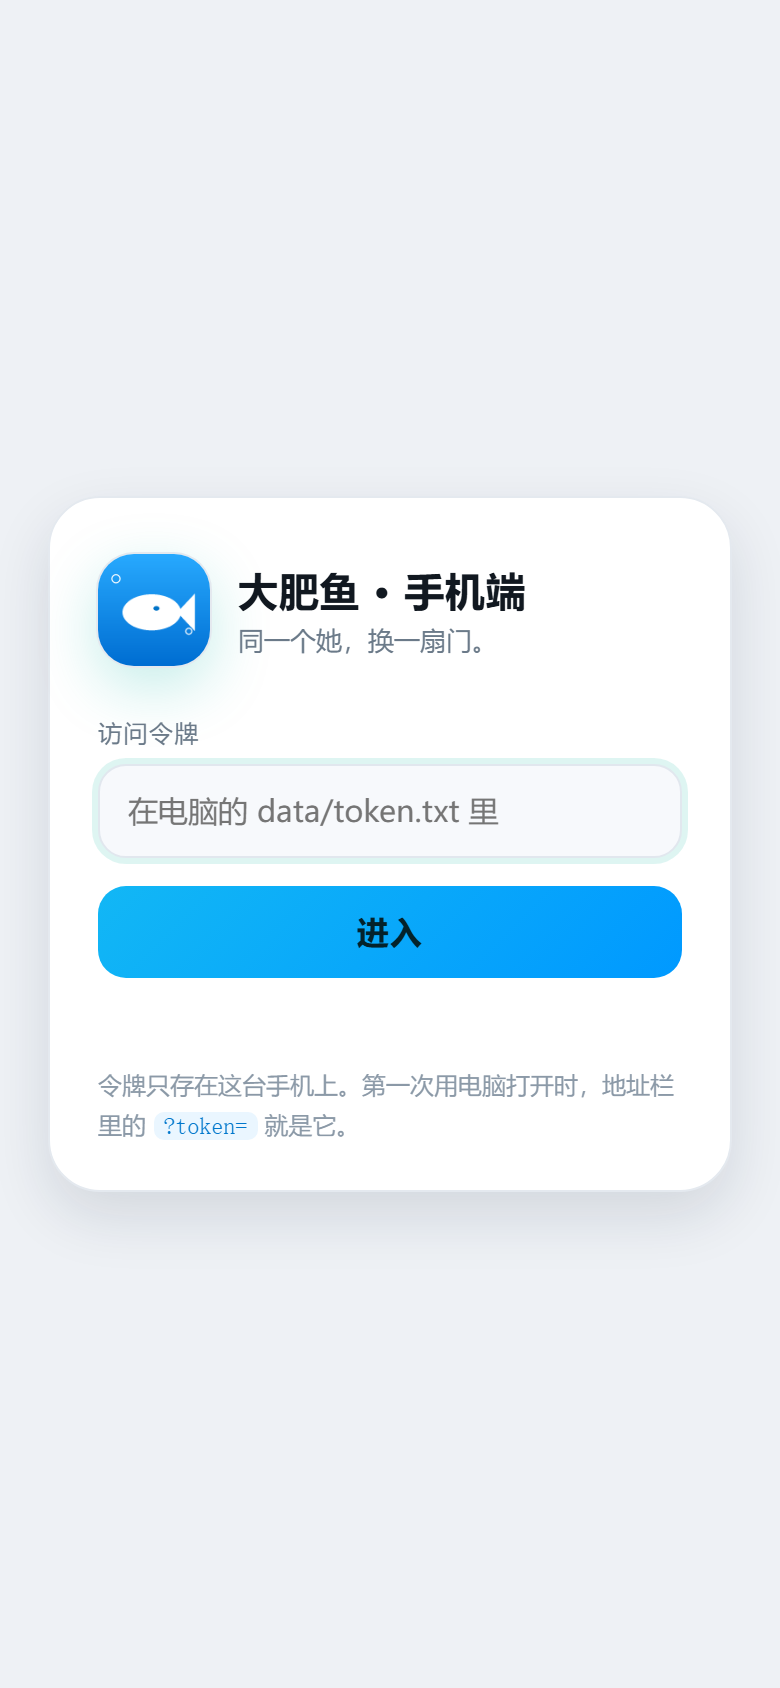 大肥鱼 · 手机端
同一个她，换一扇门。
访问令牌
在电脑的 data/token.txt 里
进入
令牌只存在这台手机上。第一次用电脑打开时，地址栏
里的 ?token= 就是它。